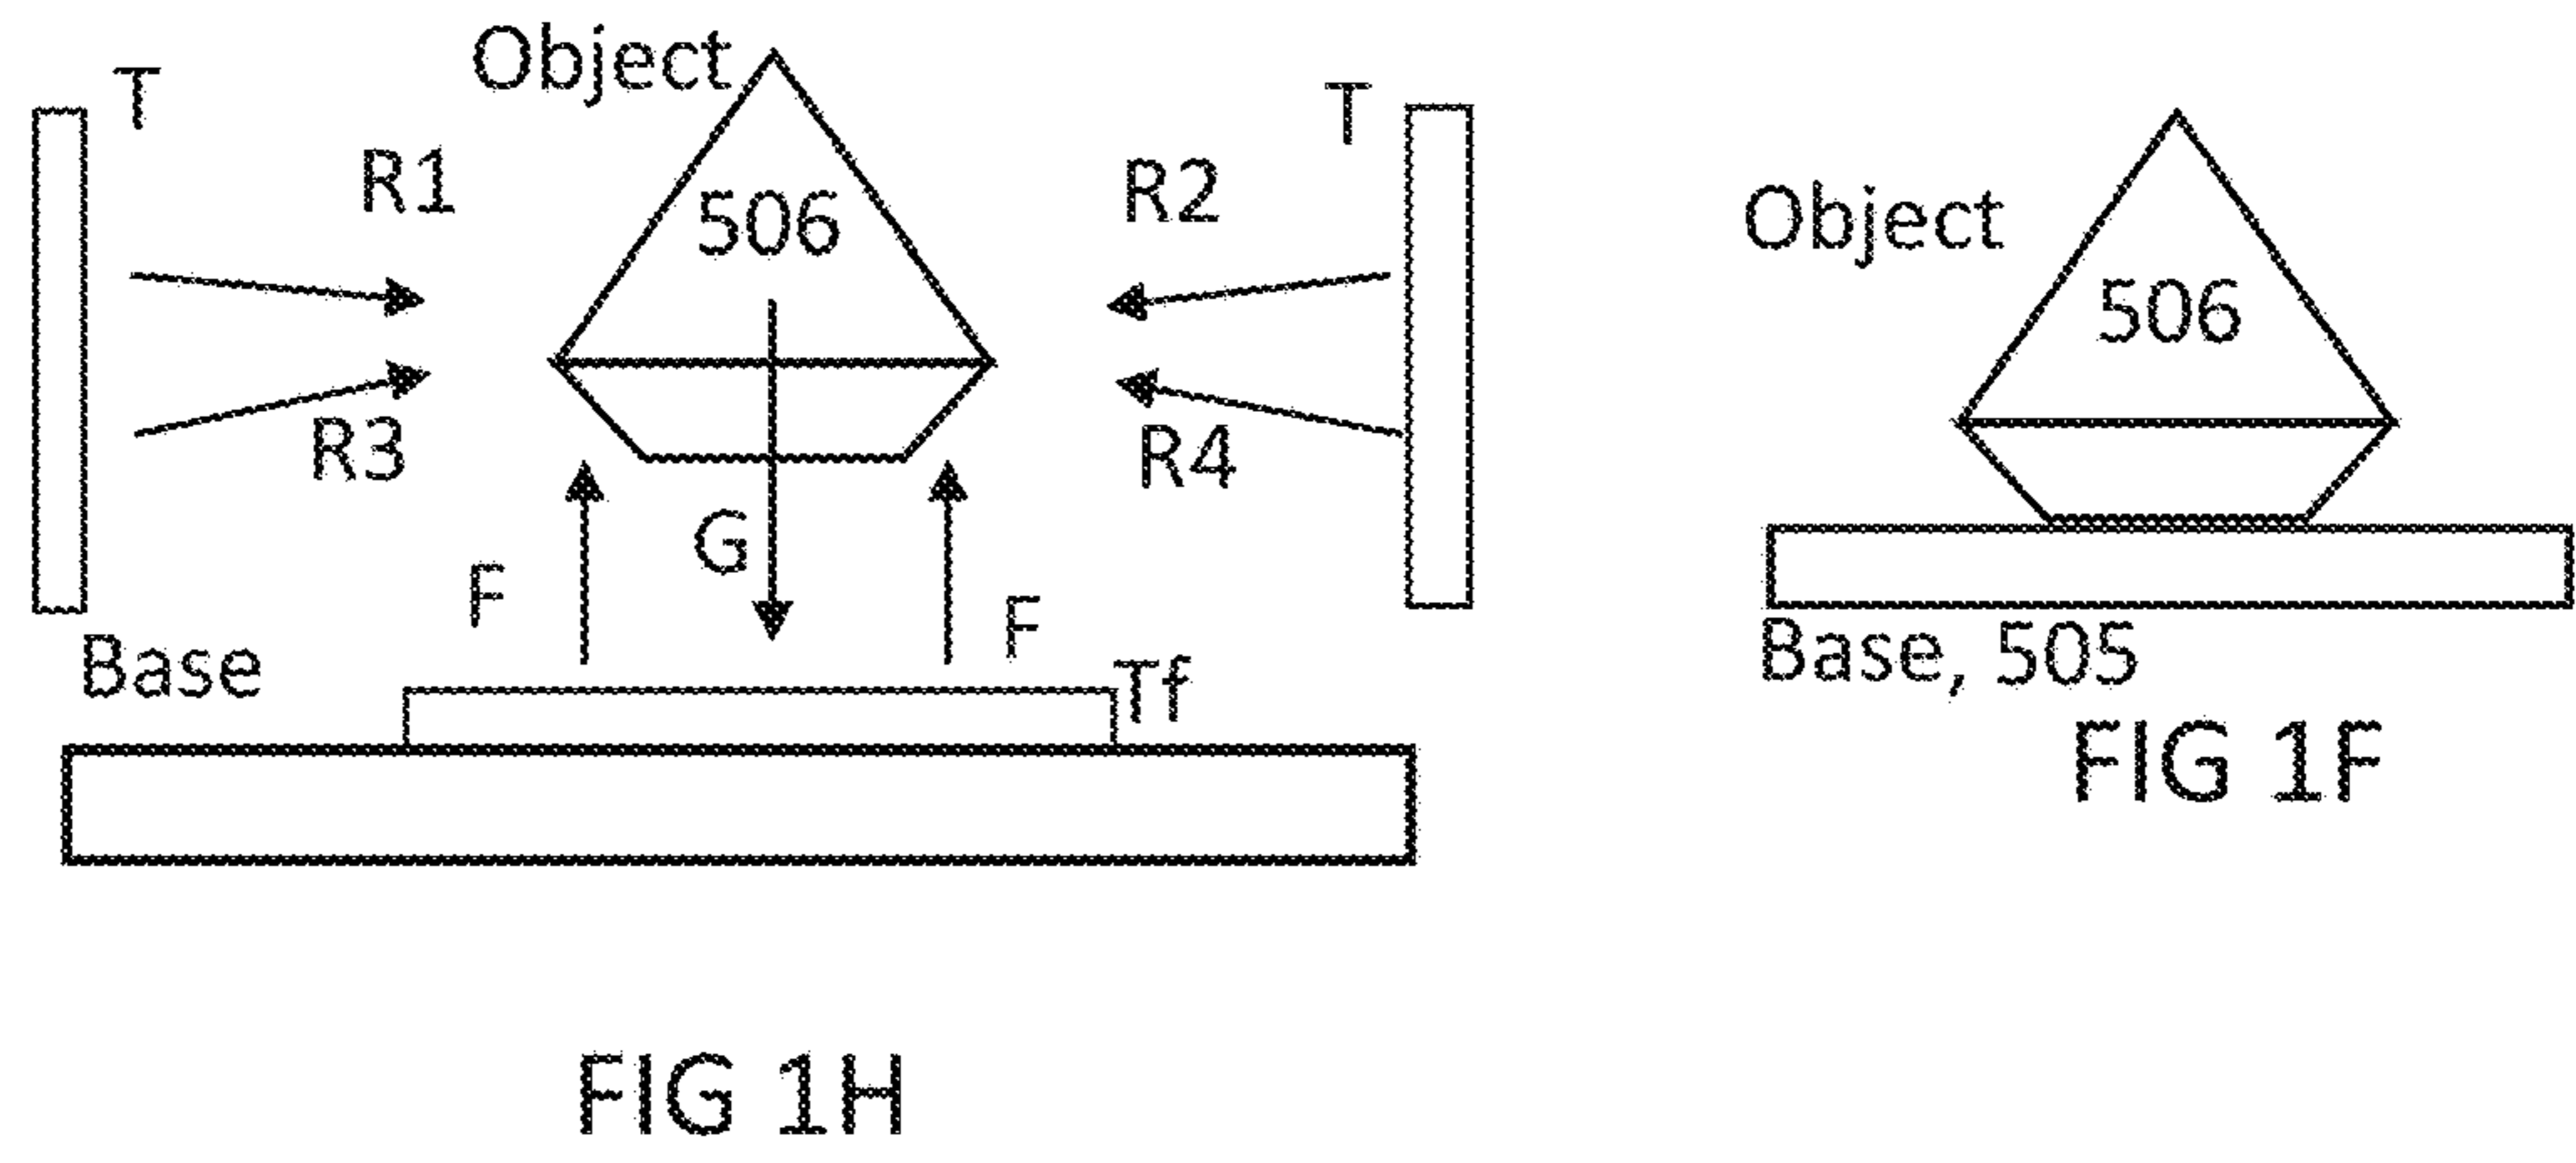 Object
T
T
R1
506
R2
R3
R4
G
F
F
Base
Tf
FIG 1H
Object
506
Base, 505
FIG 1F